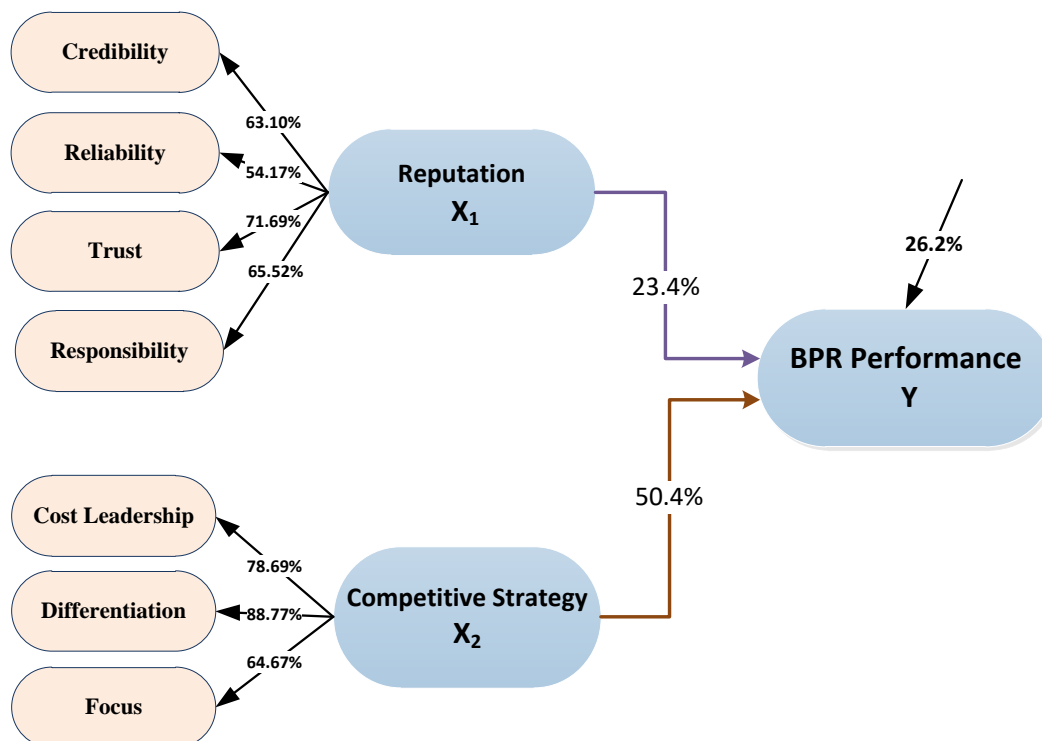 Credibility
63.10%
Reliability
54.17%
Trust
71.69%
65.52%
Responsibility
Reputation
X₁
23.4%
26.2%
BPR Performance
Y
50.4%
Cost Leadership
78.69%
Differentiation
88.77%
64.67%
Focus
Competitive Strategy
X₂